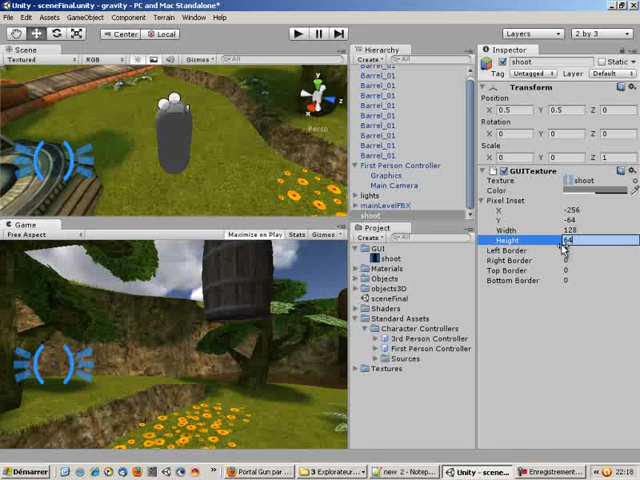 Unity - sceneFinal.unity - gravity - PC and Mac Standalone*
File Edit Assets GameObject Component Terrain Window Help
Center Local Layers 2 by 3
Scene
Textured RGB Gizmos All
y
z
x
Persp
Game
Free Aspect Maximize on Play Stats Gizmos
Hierarchy
Create All
Barrel_01
Barrel_01
Barrel_01
Barrel_01
Barrel_01
Barrel_01
Barrel_01
Barrel_01
Barrel_01
Barrel_01
First Person Controller
Graphics
Main Camera
lights
mainLevelFBX
shoot
Project
Create All
GUI
shoot
Materials
Objects
objects3D
sceneFinal
Shaders
Standard Assets
Character Controllers
3rd Person Controller
First Person Controller
Sources
Textures
Inspector
shoot Static
Tag Untagged Layer Default
Transform
Position
X 0.5 Y 0.5 Z 0
Rotation
X 0 Y 0 Z 0
Scale
X 0 Y 0 Z 1
GUITexture
Texture shoot
Color
Pixel Inset
X -256
Y -64
Width 128
Height 64
Left Border 0
Right Border 0
Top Border 0
Bottom Border 0
Démarrer Portal Gun par 3 Explorateur... new 2 - Notep... Unity - scene... Enregistrement... 22:18